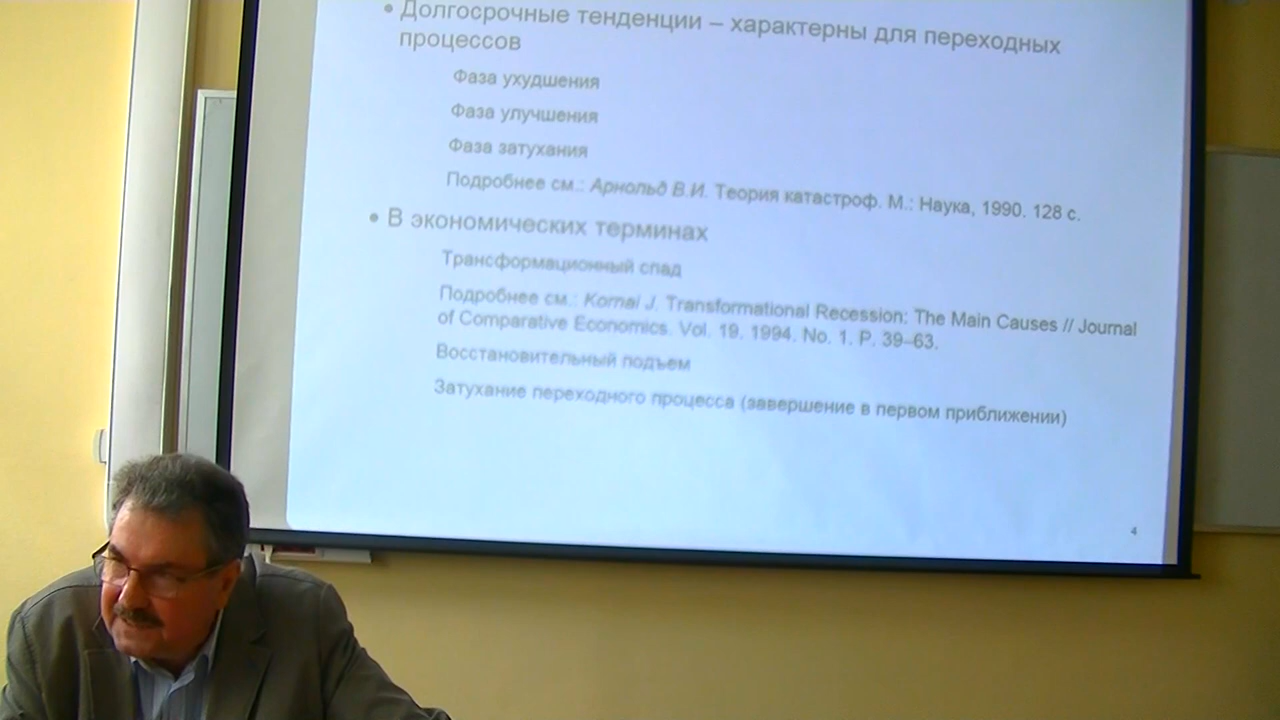 • Долгосрочные тенденции – характерны для переходных
процессов
Фаза ухудшения
Фаза улучшения
Фаза затухания
Подробнее см.: Арнольд В.И. Теория катастроф. М.: Наука, 1990. 128 с.
• В экономических терминах
Трансформационный спад
Подробнее см.: Kornai J. Transformational Recession: The Main Causes // Journal
of Comparative Economics. Vol. 19. 1994. No. 1. P. 39–63.
Восстановительный подъем
Затухание переходного процесса (завершение в первом приближении)
4